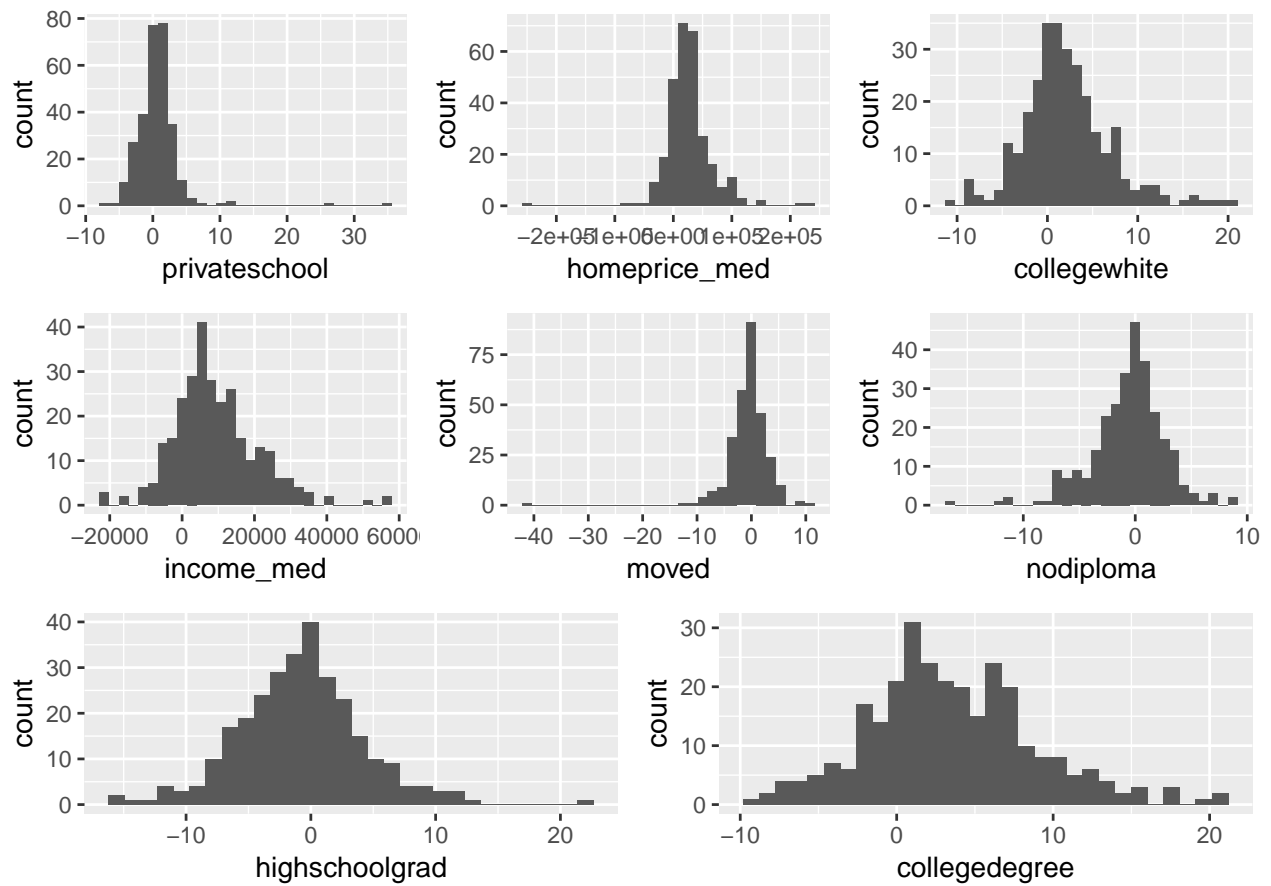 80
60
40
20
0
count
−10 0 10 20 30
privateschool
60
40
20
0
count
−2e+05 −1e+05 0e+00 1e+05 2e+05
homeprice_med
30
20
10
0
count
−10 0 10 20
collegewhite
40
30
20
10
0
count
−20000 0 20000 40000 6000
income_med
75
50
25
0
count
−40 −30 −20 −10 0 10
moved
40
30
20
10
0
count
−10 0 10
nodiploma
40
30
20
10
0
count
−10 0 10 20
highschoolgrad
30
20
10
0
count
−10 0 10 20
collegedegree